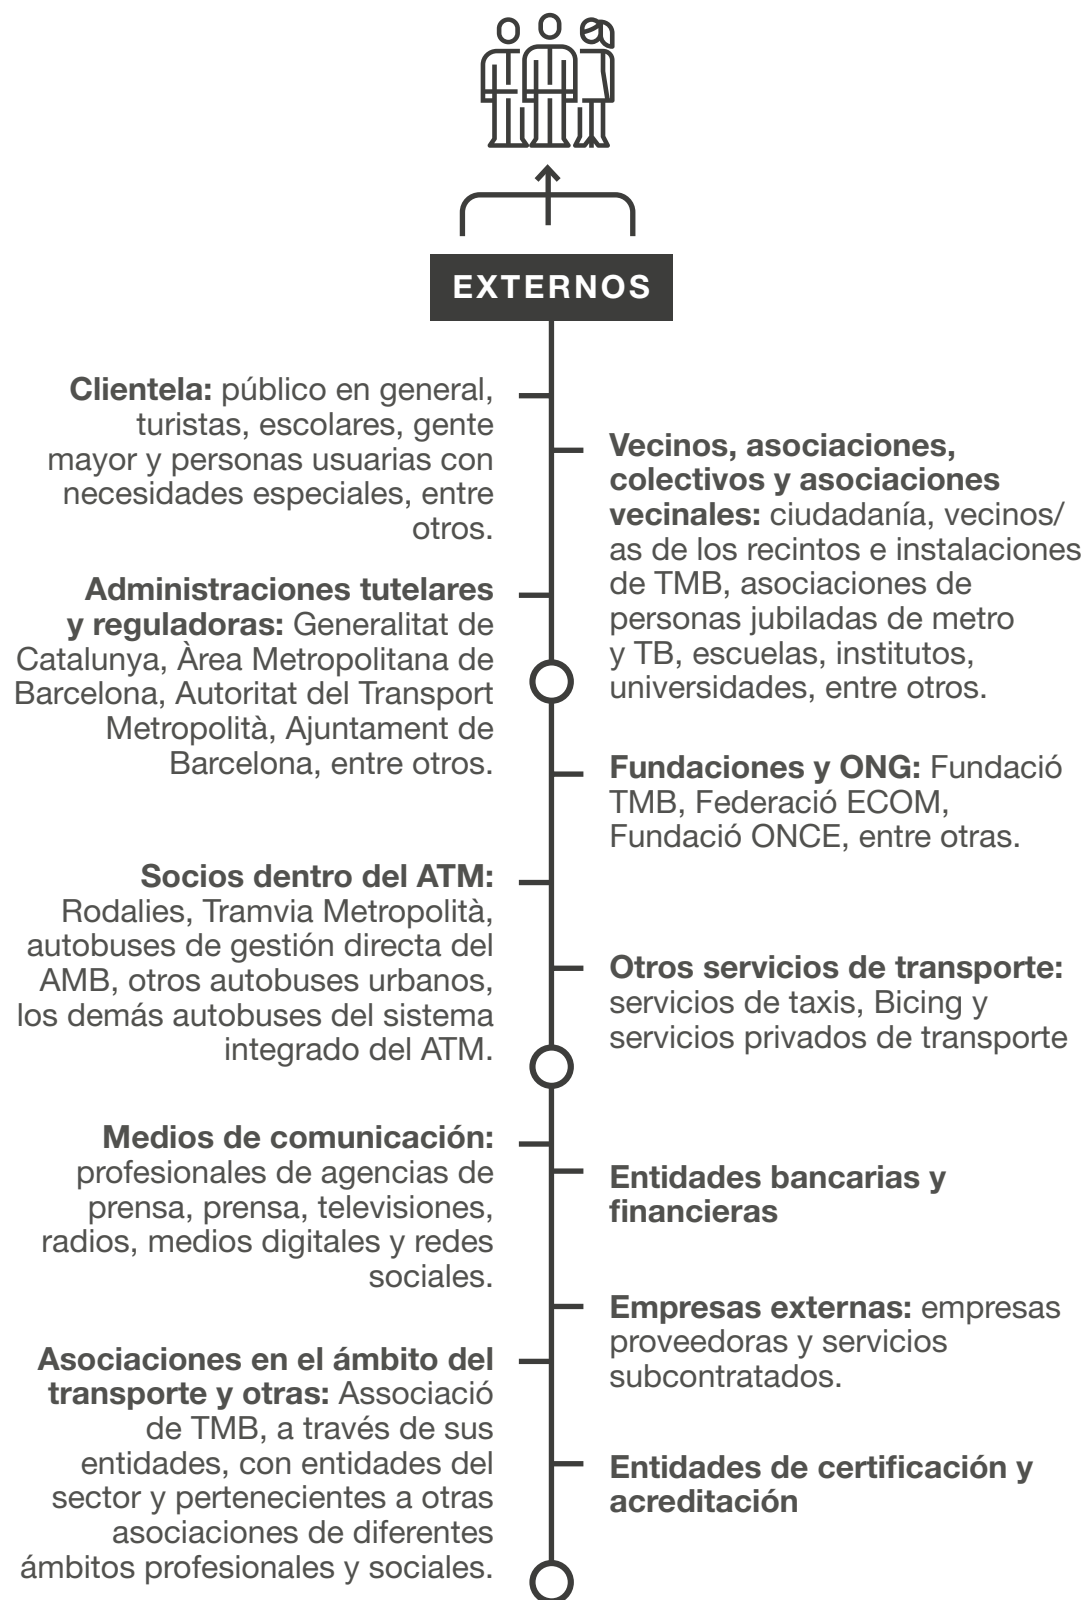 EXTERNOS
Clientela: público en general,
turistas, escolares, gente
mayor y personas usuarias con
necesidades especiales, entre
otros.
Vecinos, asociaciones,
colectivos y asociaciones
vecinales: ciudadanía, vecinos/
as de los recintos e instalaciones
de TMB, asociaciones de
personas jubiladas de metro
y TB, escuelas, institutos,
universidades, entre otros.
Administraciones tutelares
y reguladoras: Generalitat de
Catalunya, Àrea Metropolitana de
Barcelona, Autoritat del Transport
Metropolità, Ajuntament de
Barcelona, entre otros.
Fundaciones y ONG: Fundació
TMB, Federació ECOM,
Fundació ONCE, entre otras.
Socios dentro del ATM:
Rodalies, Tramvia Metropolità,
autobuses de gestión directa del
AMB, otros autobuses urbanos,
los demás autobuses del sistema
integrado del ATM.
Otros servicios de transporte:
servicios de taxis, Bicing y
servicios privados de transporte
Medios de comunicación:
profesionales de agencias de
prensa, prensa, televisiones,
radios, medios digitales y redes
sociales.
Entidades bancarias y
financieras
Empresas externas: empresas
proveedoras y servicios
subcontratados.
Asociaciones en el ámbito del
transporte y otras: Associació
de TMB, a través de sus
entidades, con entidades del
sector y pertenecientes a otras
asociaciones de diferentes
ámbitos profesionales y sociales.
Entidades de certificación y
acreditación